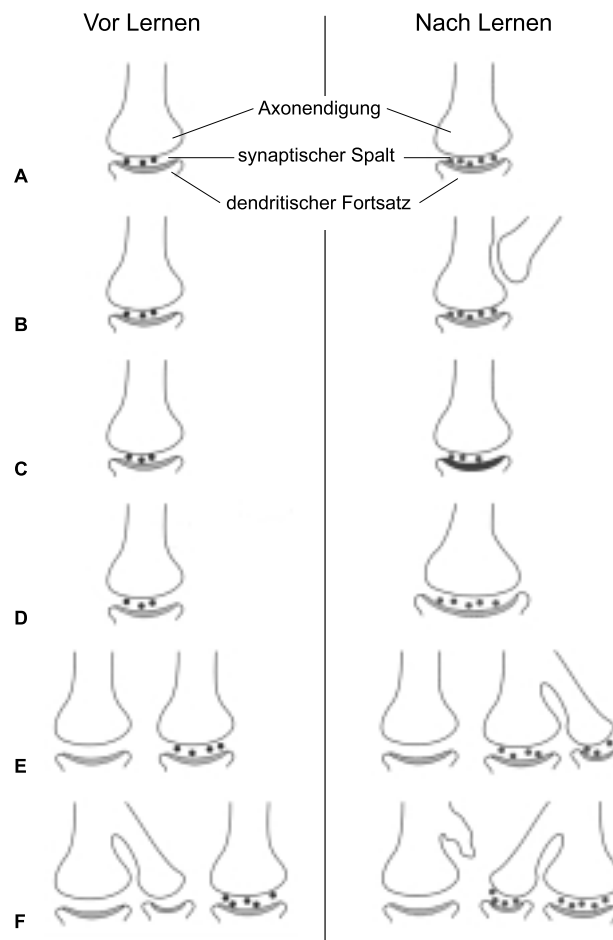 Vor Lernen
Nach Lernen
Axonendigung
synaptischer Spalt
A
dendritischer Fortsatz
B
C
D
E
F